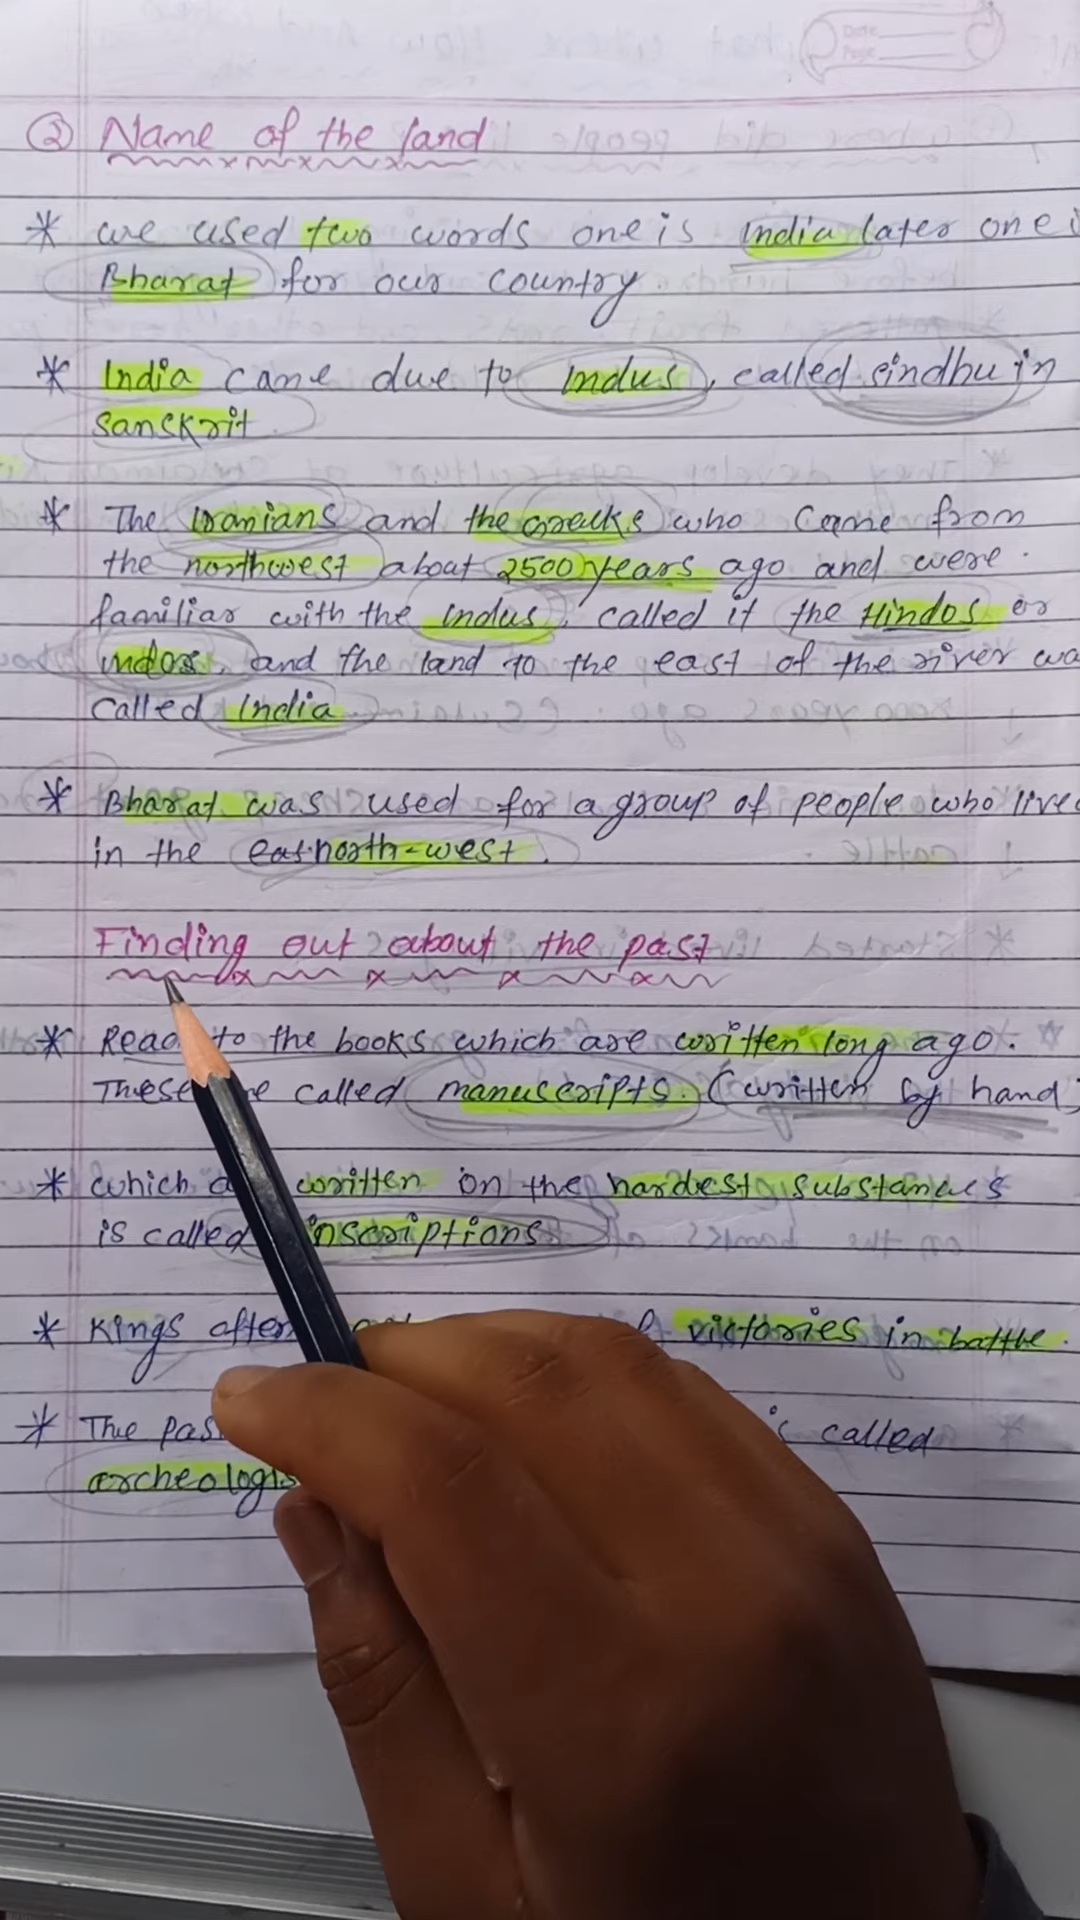 Date
Page
② Name of the land
* we used two words one is india later one i
Bharat for our country.
* India came due to indus, called sindhu in
sanskrit.
* The iranians and the greeks who came from
the northwest about 2500 years ago and were
familiar with the indus, called it the Hindos or
indos, and the land to the east of the river wa
called India
* Bharat was used for a group of people who live
in the north-west.
Finding out about the past
* Read to the books which are written long ago.
These called manuscripts. (written by hand)
* which written on the hardest substances
is called inscriptions.
* Kings victories in battle.
* The called